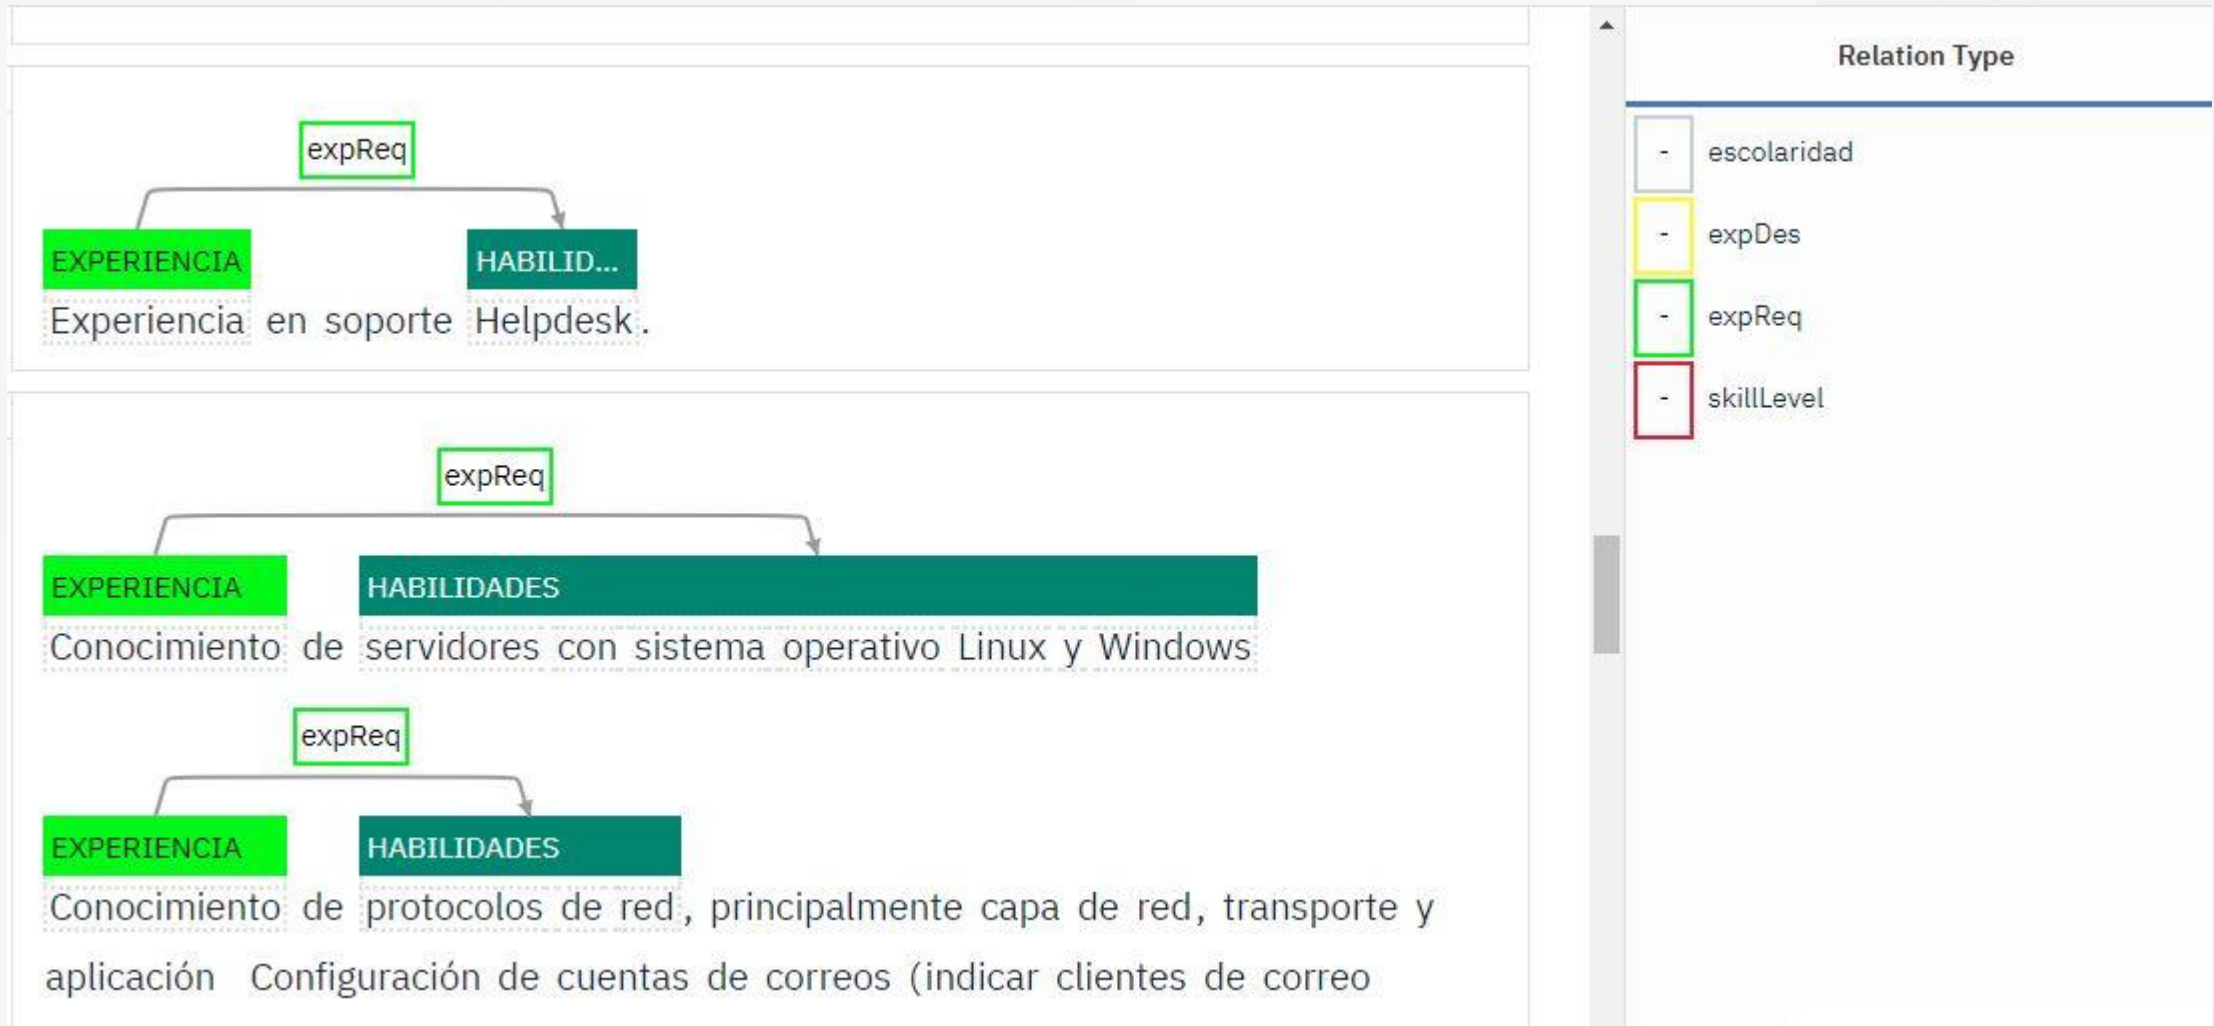 expReq
EXPERIENCIA HABILID...
Experiencia en soporte Helpdesk.
expReq
EXPERIENCIA HABILIDADES
Conocimiento de servidores con sistema operativo Linux y Windows
expReq
EXPERIENCIA HABILIDADES
Conocimiento de protocolos de red, principalmente capa de red, transporte y
aplicación Configuración de cuentas de correos (indicar clientes de correo
Relation Type
- escolaridad
- expDes
- expReq
- skillLevel